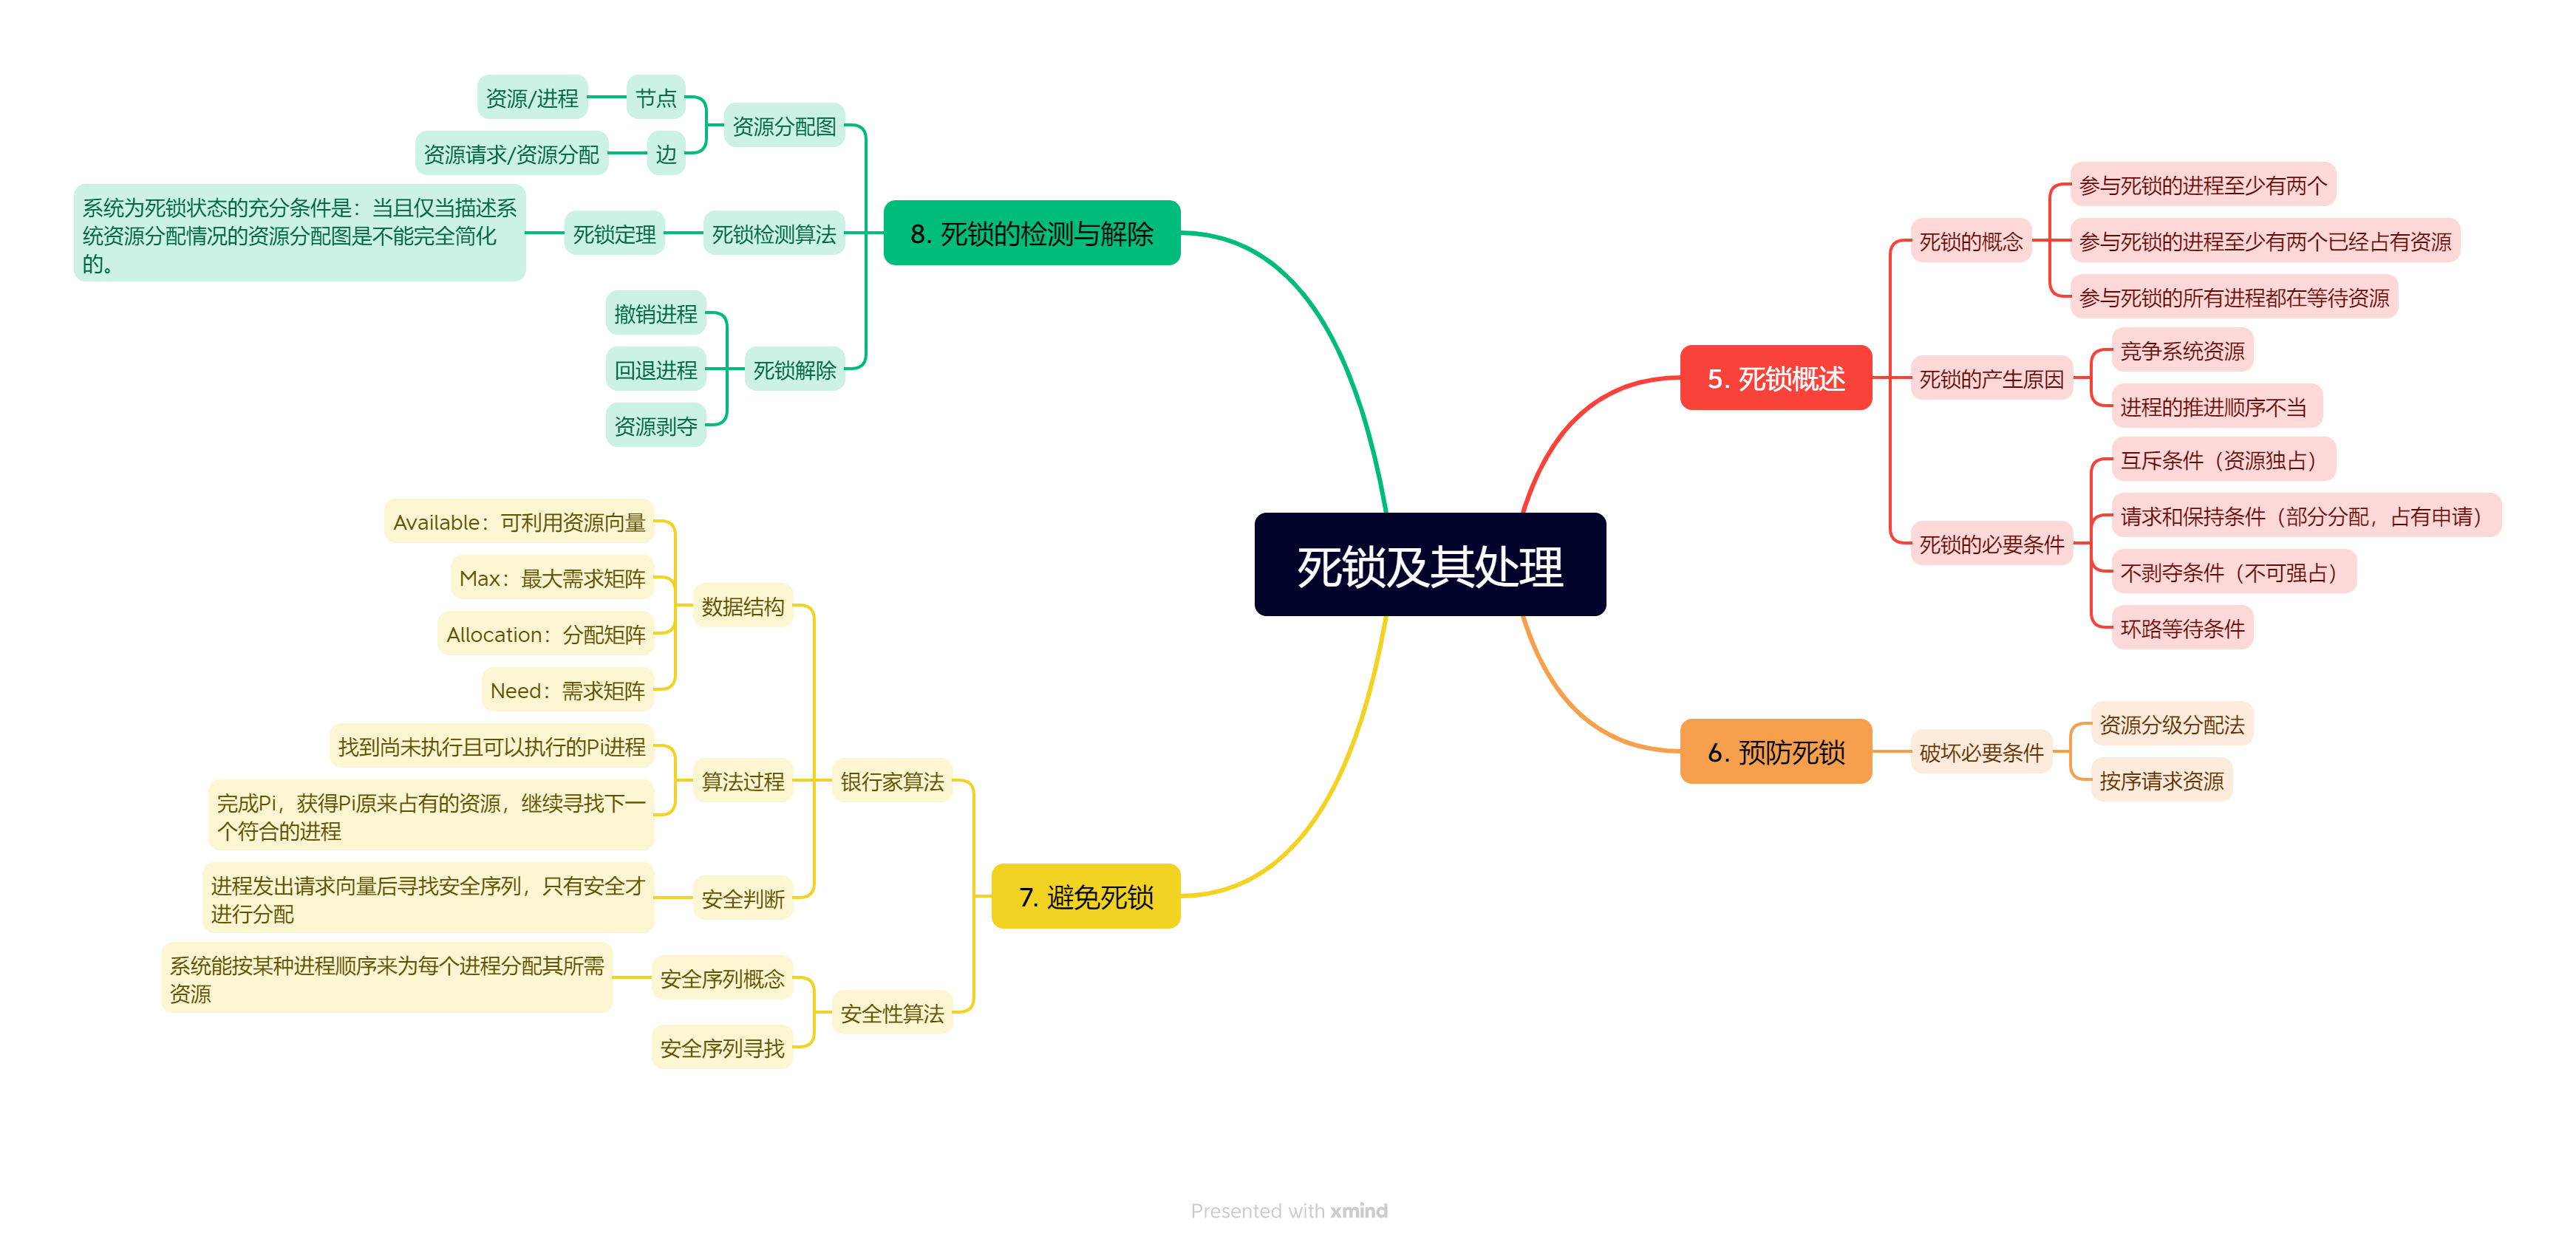 死锁及其处理
5. 死锁概述
死锁的概念
参与死锁的进程至少有两个
参与死锁的进程至少有两个已经占有资源
参与死锁的所有进程都在等待资源
死锁的产生原因
竞争系统资源
进程的推进顺序不当
死锁的必要条件
互斥条件（资源独占）
请求和保持条件（部分分配，占有申请）
不剥夺条件（不可强占）
环路等待条件
6. 预防死锁
破坏必要条件
资源分级分配法
按序请求资源
7. 避免死锁
银行家算法
数据结构
Available：可利用资源向量
Max：最大需求矩阵
Allocation：分配矩阵
Need：需求矩阵
算法过程
找到尚未执行且可以执行的Pi进程
完成Pi，获得Pi原来占有的资源，继续寻找下一
个符合的进程
安全判断
进程发出请求向量后寻找安全序列，只有安全才
进行分配
安全性算法
安全序列概念
系统能按某种进程顺序来为每个进程分配其所需
资源
安全序列寻找
8. 死锁的检测与解除
资源分配图
节点
资源/进程
边
资源请求/资源分配
死锁检测算法
死锁定理
系统为死锁状态的充分条件是：当且仅当描述系
统资源分配情况的资源分配图是不能完全简化
的。
死锁解除
撤销进程
回退进程
资源剥夺
Presented with xmind